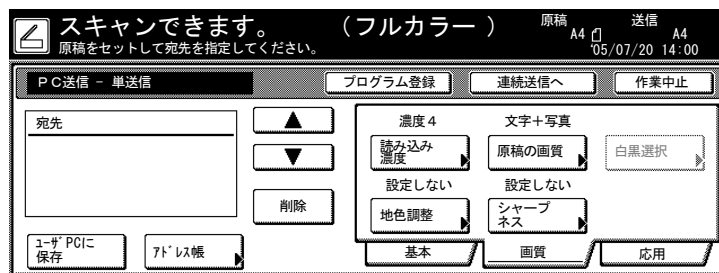 スキャンできます。 （フルカラー ） 原稿 送信
原稿をセットして宛先を指定してください。 A4 A4
'05/07/20 14:00
PC送信 - 単送信 プログラム登録 連続送信へ 作業中止
宛先
▲
▼
削除
ﾕｰｻﾞPCに
保存
ｱﾄﾞﾚｽ帳
濃度4 文字＋写真
読み込み
濃度
原稿の画質
白黒選択
設定しない 設定しない
地色調整
シャープ
ネス
基本 画質 応用